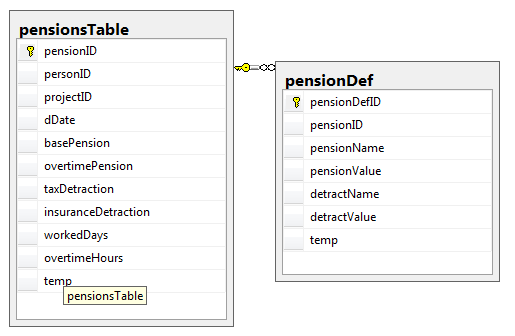 pensionsTable
pensionID
personID
projectID
dDate
basePension
overtimePension
taxDetraction
insuranceDetraction
workedDays
overtimeHours
temp
pensionsTable
pensionDef
pensionDefID
pensionID
pensionName
pensionValue
detractName
detractValue
temp